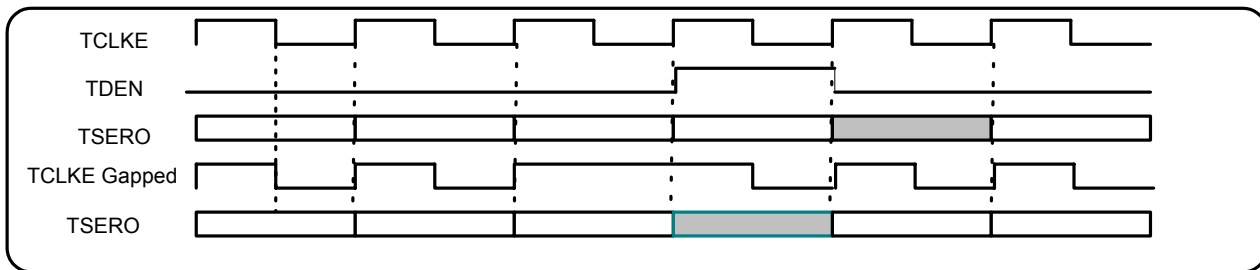 TCLKE
TDEN
TSERO
TCLKE Gapped
TSERO